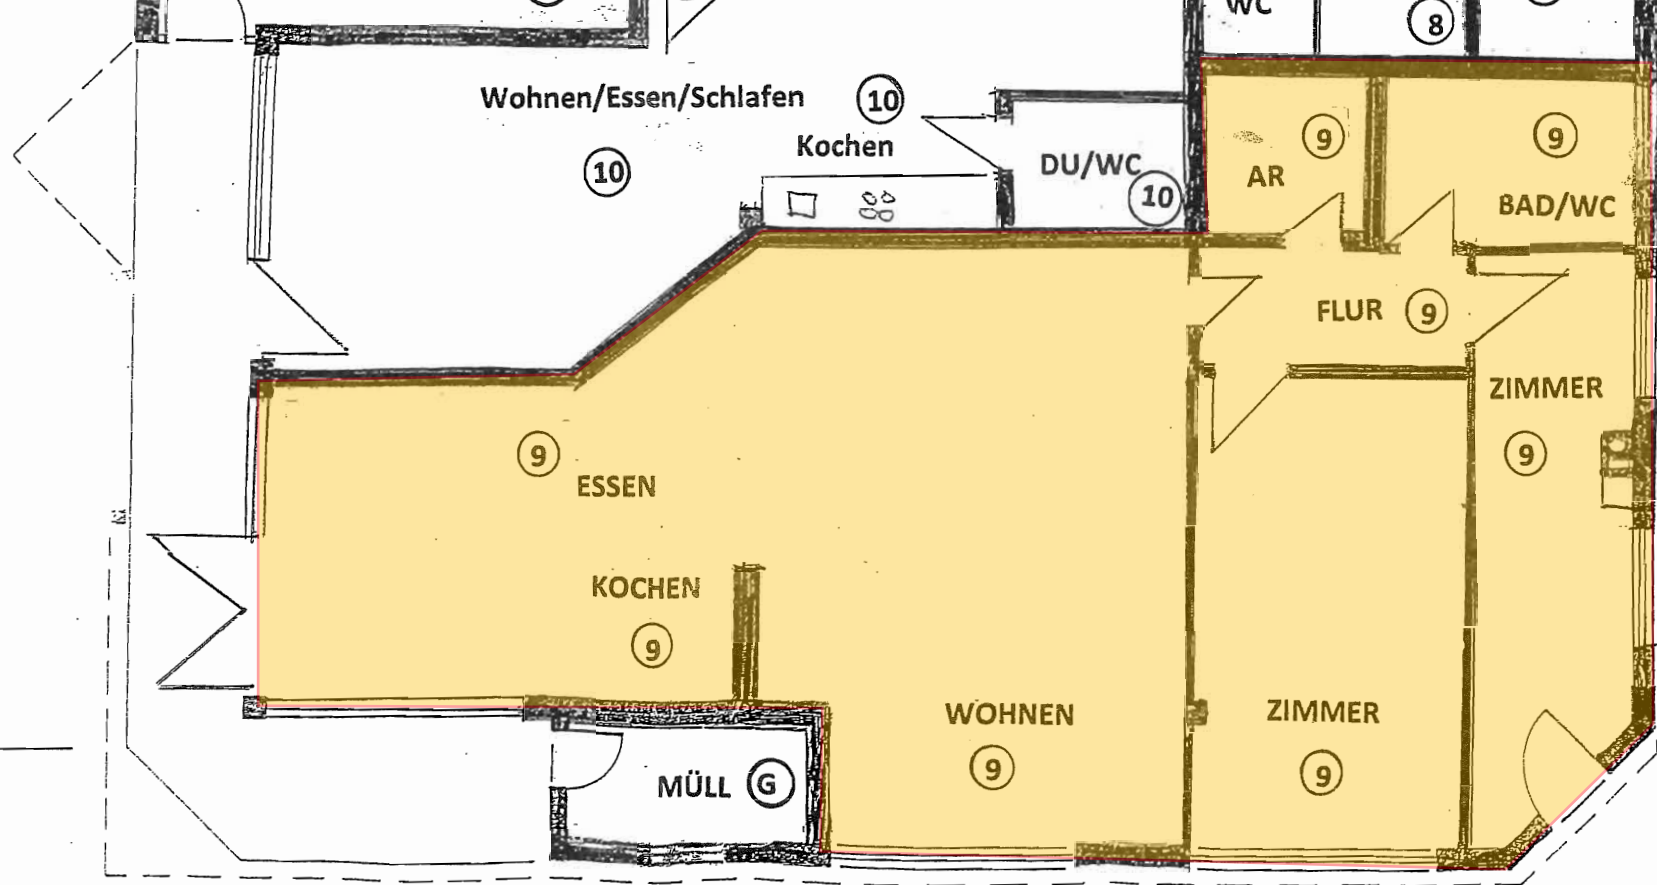 WC
8
Wohnen/Essen/Schlafen 10
Kochen
10
DU/WC
10
9
AR
9
BAD/WC
FLUR 9
ZIMMER
9
9
ESSEN
KOCHEN
9
WOHNEN
9
ZIMMER
9
MÜLL G